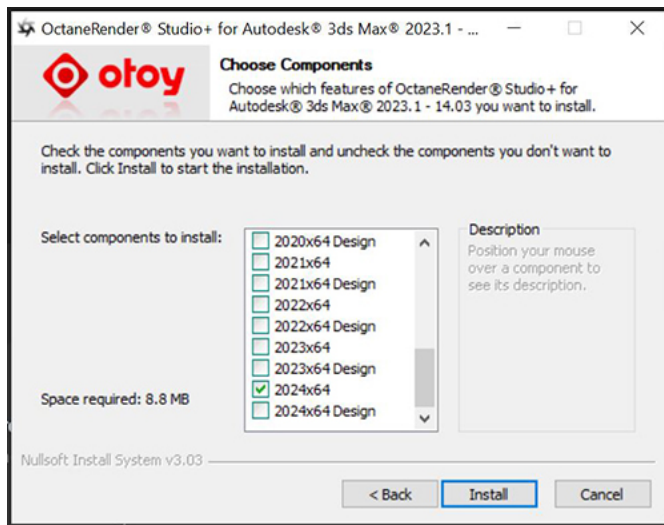 OctaneRender® Studio+ for Autodesk® 3ds Max® 2023.1 - ...
otoy
Choose Components
Choose which features of OctaneRender® Studio+ for
Autodesk® 3ds Max® 2023.1 - 14.03 you want to install.
Check the components you want to install and uncheck the components you don't want to
install. Click Install to start the installation.
Select components to install:
2020x64 Design
2021x64
2021x64 Design
2022x64
2022x64 Design
2023x64
2023x64 Design
2024x64
2024x64 Design
Description
Position your mouse
over a component to
see its description.
Space required: 8.8 MB
Nullsoft Install System v3.03
< Back
Install
Cancel